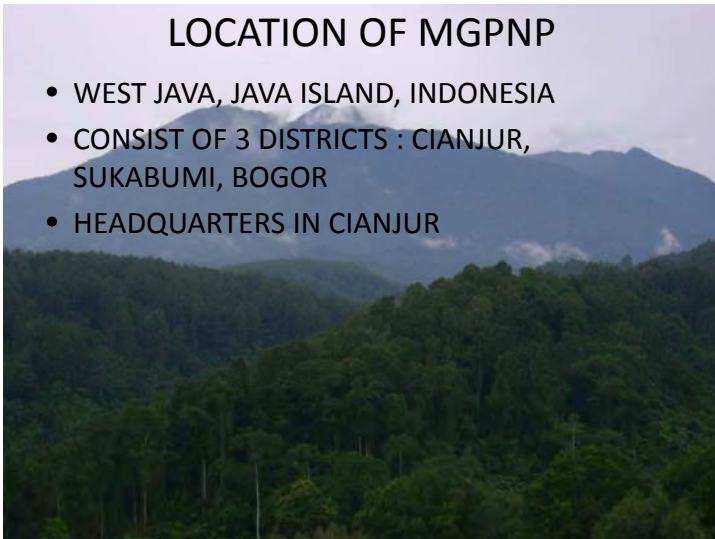 LOCATION OF MGPNP
• WEST JAVA, JAVA ISLAND, INDONESIA
• CONSIST OF 3 DISTRICTS : CIANJUR,
SUKABUMI, BOGOR
• HEADQUARTERS IN CIANJUR